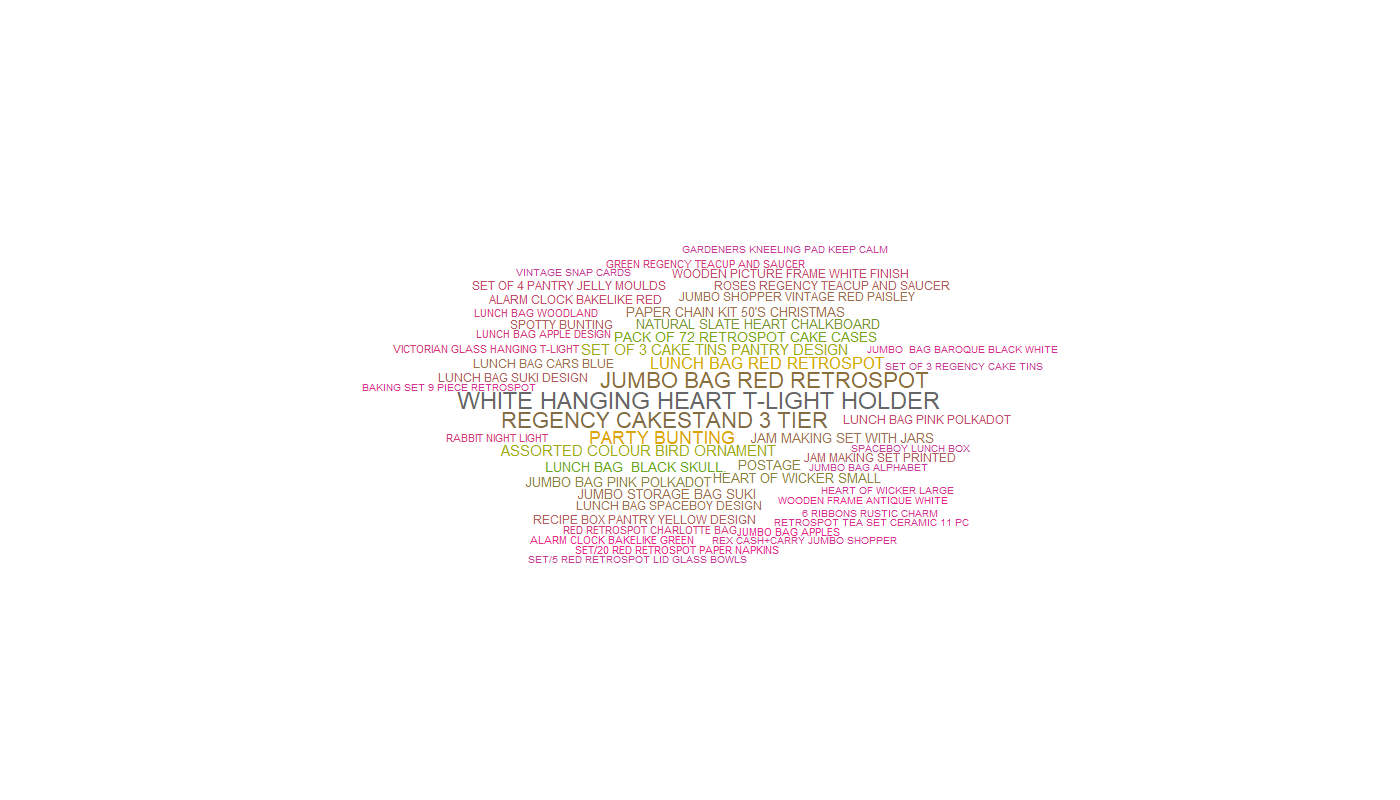 GARDENERS KNEELING PAD KEEP CALM
GREEN REGENCY TEACUP AND SAUCER
VINTAGE SNAP CARDS
WOODEN PICTURE FRAME WHITE FINISH
SET OF 4 PANTRY JELLY MOULDS
ROSES REGENCY TEACUP AND SAUCER
ALARM CLOCK BAKELIKE RED
JUMBO SHOPPER VINTAGE RED PAISLEY
LUNCH BAG WOODLAND
PAPER CHAIN KIT 50'S CHRISTMAS
SPOTTY BUNTING
NATURAL SLATE HEART CHALKBOARD
LUNCH BAG APPLE DESIGN
PACK OF 72 RETROSPOT CAKE CASES
VICTORIAN GLASS HANGING T-LIGHT
SET OF 3 CAKE TINS PANTRY DESIGN
JUMBO  BAG BAROQUE BLACK WHITE
LUNCH BAG CARS BLUE
LUNCH BAG RED RETROSPOT
SET OF 3 REGENCY CAKE TINS
LUNCH BAG SUKI DESIGN
JUMBO BAG RED RETROSPOT
BAKING SET 9 PIECE RETROSPOT
WHITE HANGING HEART T-LIGHT HOLDER
REGENCY CAKESTAND 3 TIER
LUNCH BAG PINK POLKADOT
RABBIT NIGHT LIGHT
PARTY BUNTING
JAM MAKING SET WITH JARS
ASSORTED COLOUR BIRD ORNAMENT
SPACEBOY LUNCH BOX
JAM MAKING SET PRINTED
LUNCH BAG  BLACK SKULL.
POSTAGE
JUMBO BAG ALPHABET
JUMBO BAG PINK POLKADOT
HEART OF WICKER SMALL
JUMBO STORAGE BAG SUKI
HEART OF WICKER LARGE
LUNCH BAG SPACEBOY DESIGN
WOODEN FRAME ANTIQUE WHITE
6 RIBBONS RUSTIC CHARM
RECIPE BOX PANTRY YELLOW DESIGN
RETROSPOT TEA SET CERAMIC 11 PC
RED RETROSPOT CHARLOTTE BAG
JUMBO BAG APPLES
ALARM CLOCK BAKELIKE GREEN
REX CASH+CARRY JUMBO SHOPPER
SET/20 RED RETROSPOT PAPER NAPKINS
SET/5 RED RETROSPOT LID GLASS BOWLS